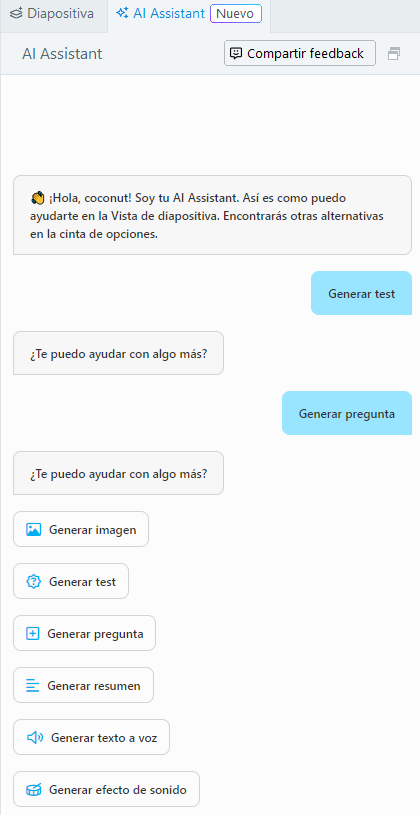 Diapositiva
AI Assistant
Nuevo
AI Assistant
Compartir feedback
¡Hola, coconut! Soy tu AI Assistant. Así es como puedo
ayudarte en la Vista de diapositiva. Encontrarás otras alternativas
en la cinta de opciones.
Generar test
¿Te puedo ayudar con algo más?
Generar pregunta
¿Te puedo ayudar con algo más?
Generar imagen
Generar test
Generar pregunta
Generar resumen
Generar texto a voz
Generar efecto de sonido